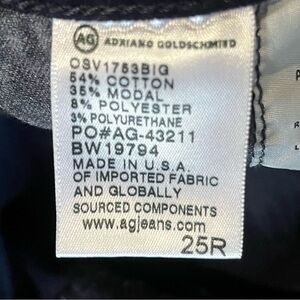 AG ADRIANO GOLDSCHMIED
OSV1753BIG
54% COTTON
35% MODAL
8% POLYESTER
3% POLYURETHANE
PO#AG-43211
BW19794
MADE IN U.S.A.
OF IMPORTED FABRIC
AND GLOBALLY
SOURCED COMPONENTS
www.agjeans.com
25R